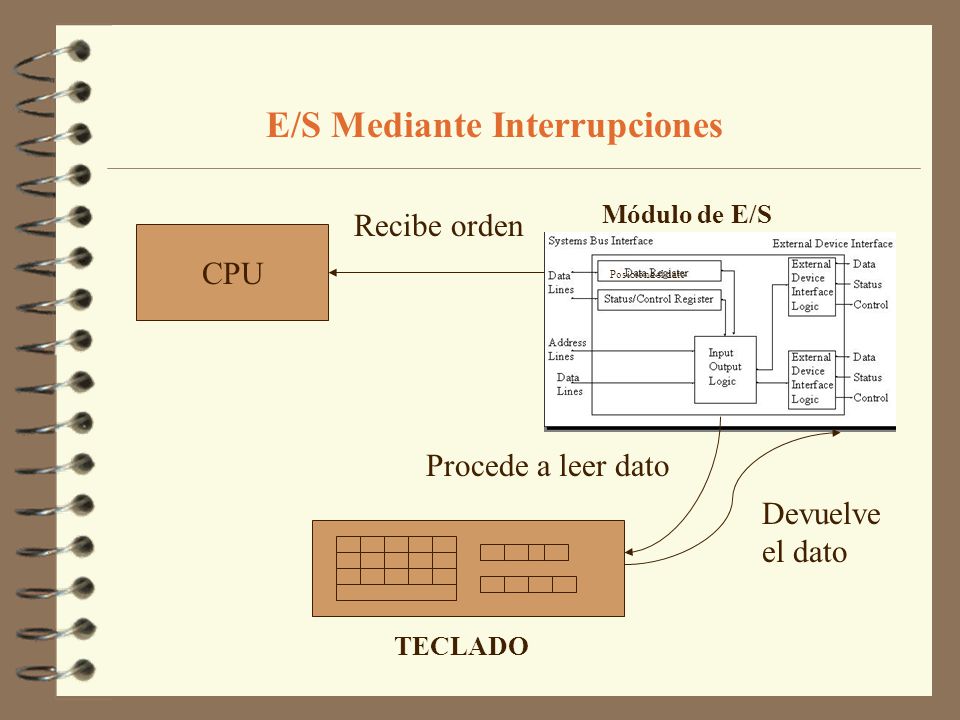 E/S Mediante Interrupciones
Recibe orden
Módulo de E/S
CPU
Systems Bus Interface
External Device Interface
Data
Lines
Data Register
Status/Control Register
External
Device
Interface
Logic
Data
Status
Control
Address
Lines
Data
Lines
Input
Output
Logic
External
Device
Interface
Logic
Data
Status
Control
Procede a leer dato
Devuelve
el dato
TECLADO